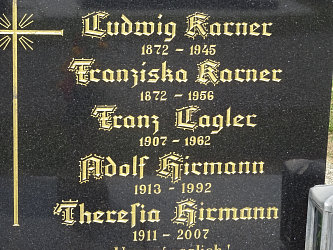 Ludwig Karner
1872 - 1945
Franziska Karner
1872 - 1956
Franz Lagler
1907 - 1962
Adolf Hirmann
1913 - 1992
Theresia Hirmann
1911 - 2007